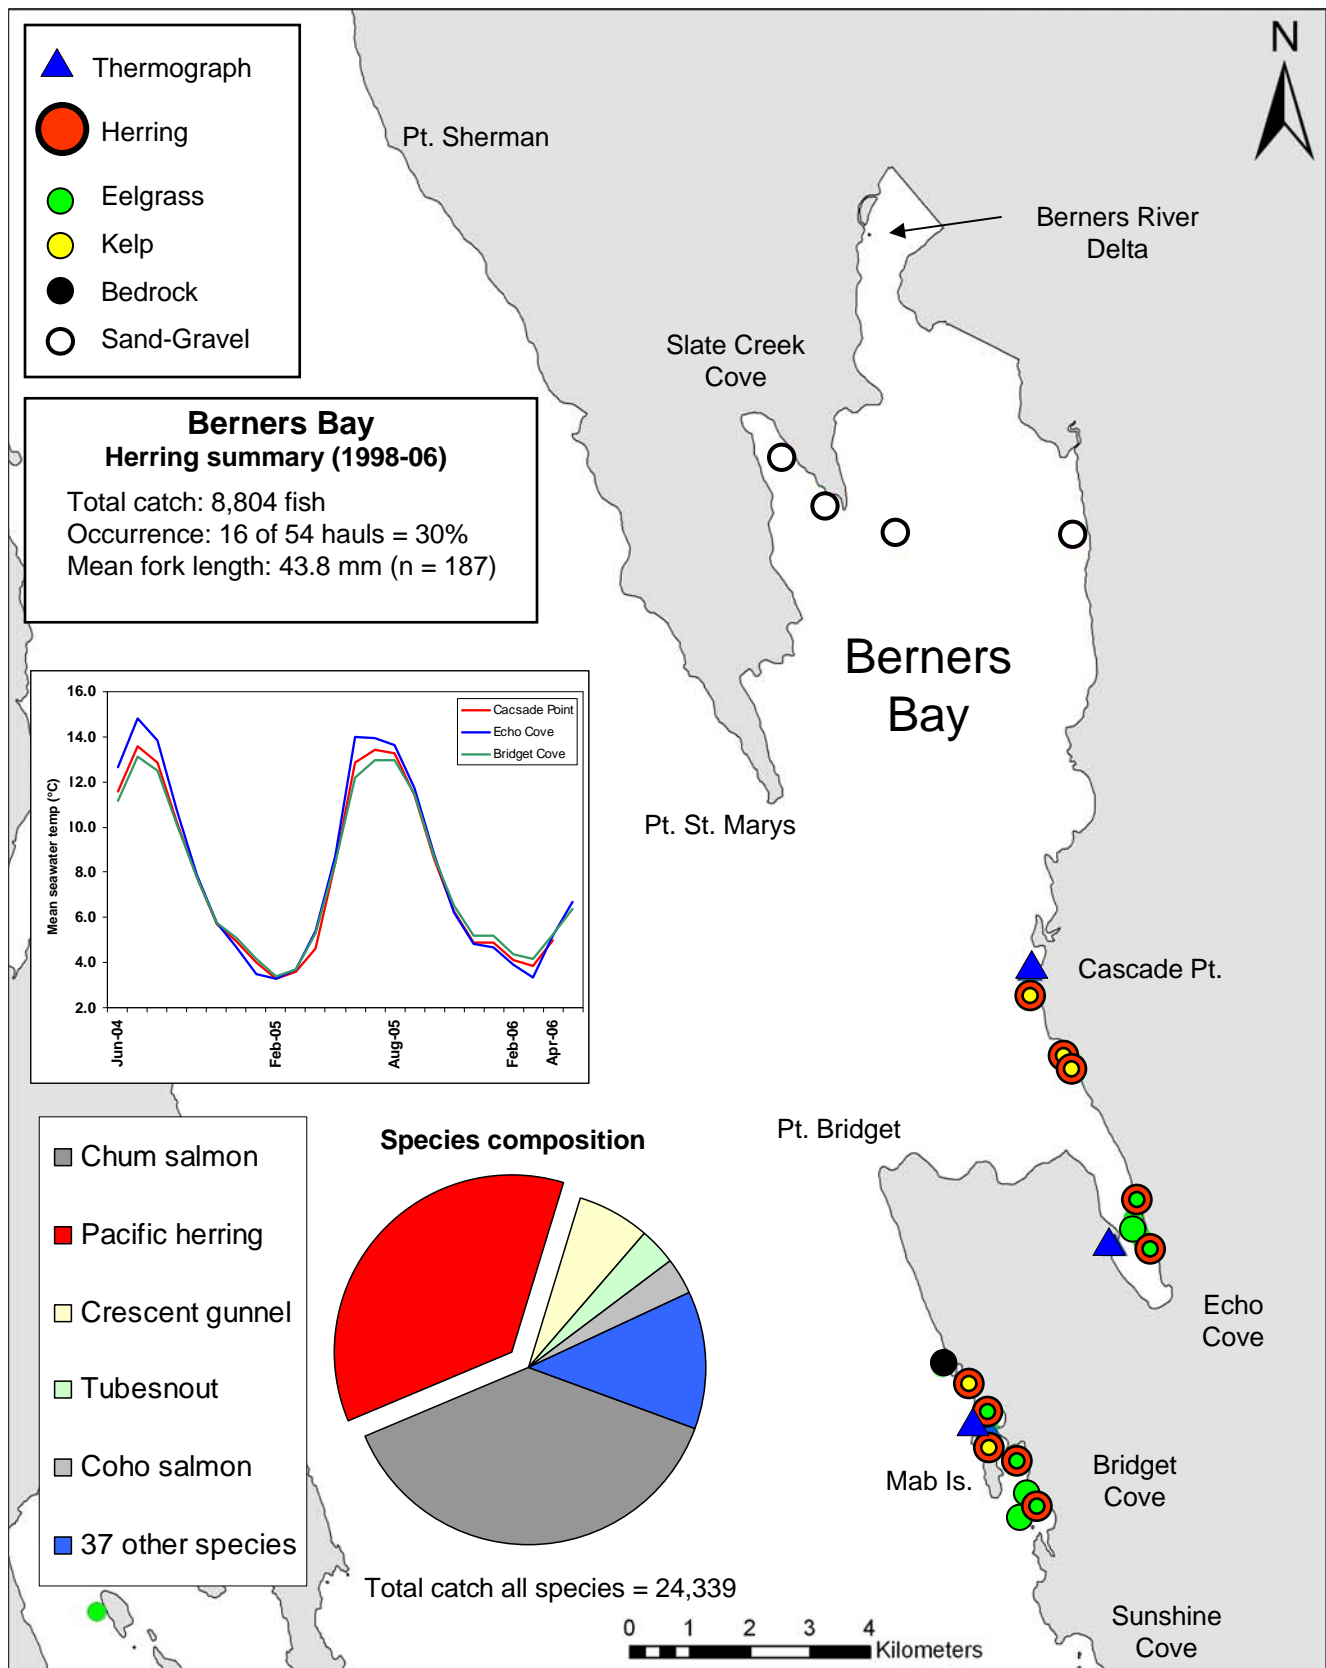 Thermograph
Herring
Eelgrass
Kelp
Bedrock
Sand-Gravel
N
Pt. Sherman
Berners River
Delta
Slate Creek
Cove
Berners Bay
Herring summary (1998-06)
Total catch: 8,804 fish
Occurrence: 16 of 54 hauls = 30%
Mean fork length: 43.8 mm (n = 187)
Berners
Bay
Pt. St. Marys
16.0
14.0
12.0
10.0
8.0
6.0
4.0
2.0
Mean seawater temp (°C)
Cacsade Point
Echo Cove
Bridget Cove
Jun-04
Feb-05
Aug-05
Feb-06
Apr-06
Cascade Pt.
Pt. Bridget
Echo
Cove
Mab Is.
Bridget
Cove
Sunshine
Cove
Species composition
Chum salmon
Pacific herring
Crescent gunnel
Tubesnout
Coho salmon
37 other species
Total catch all species = 24,339
0 1 2 3 4
Kilometers